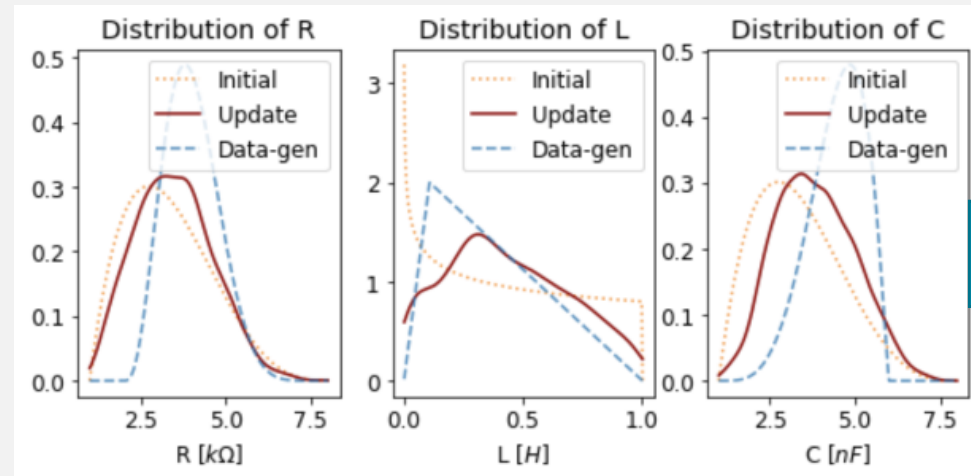 Distribution of R
0.5
0.4
0.3
0.2
0.1
0.0
Initial
Update
Data-gen
2.5 5.0 7.5
R [kΩ]
Distribution of L
3
2
1
0
Initial
Update
Data-gen
0.0 0.5 1.0
L [H]
Distribution of C
0.5
0.4
0.3
0.2
0.1
0.0
Initial
Update
Data-gen
2.5 5.0 7.5
C [nF]